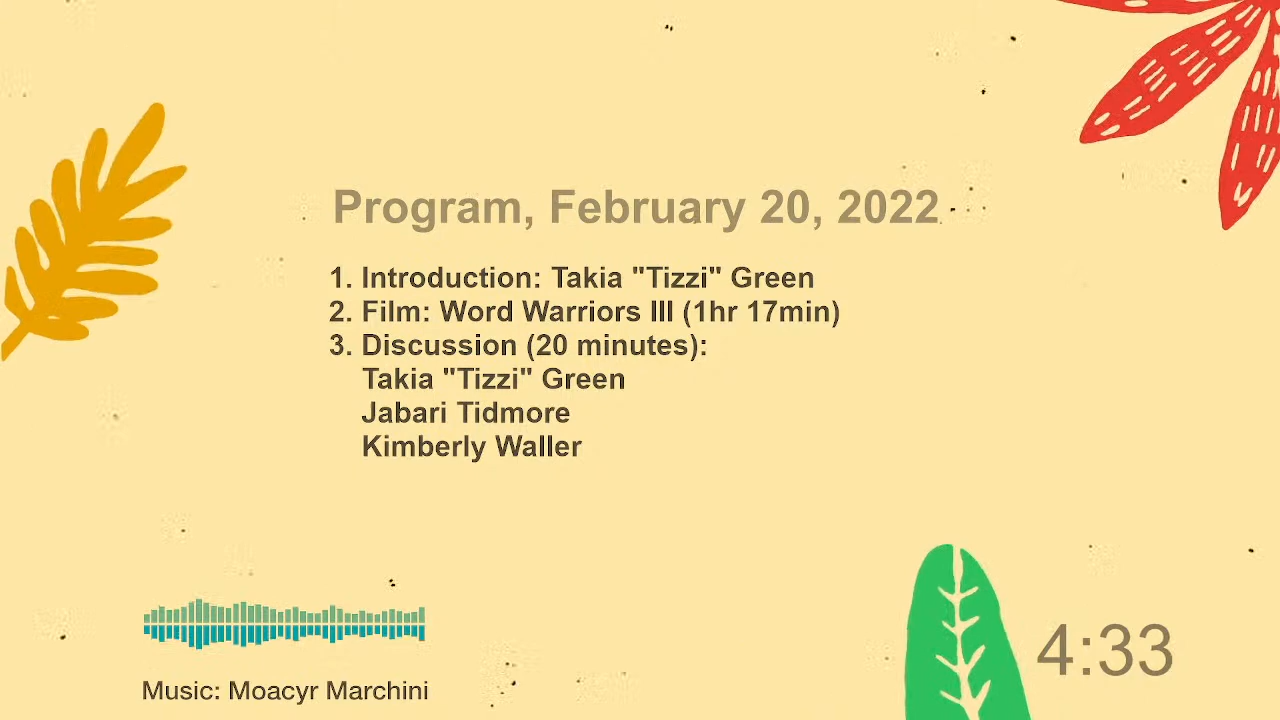 Program, February 20, 2022
1. Introduction: Takia "Tizzi" Green
2. Film: Word Warriors III (1hr 17min)
3. Discussion (20 minutes):
Takia "Tizzi" Green
Jabari Tidmore
Kimberly Waller
4:33
Music: Moacyr Marchini